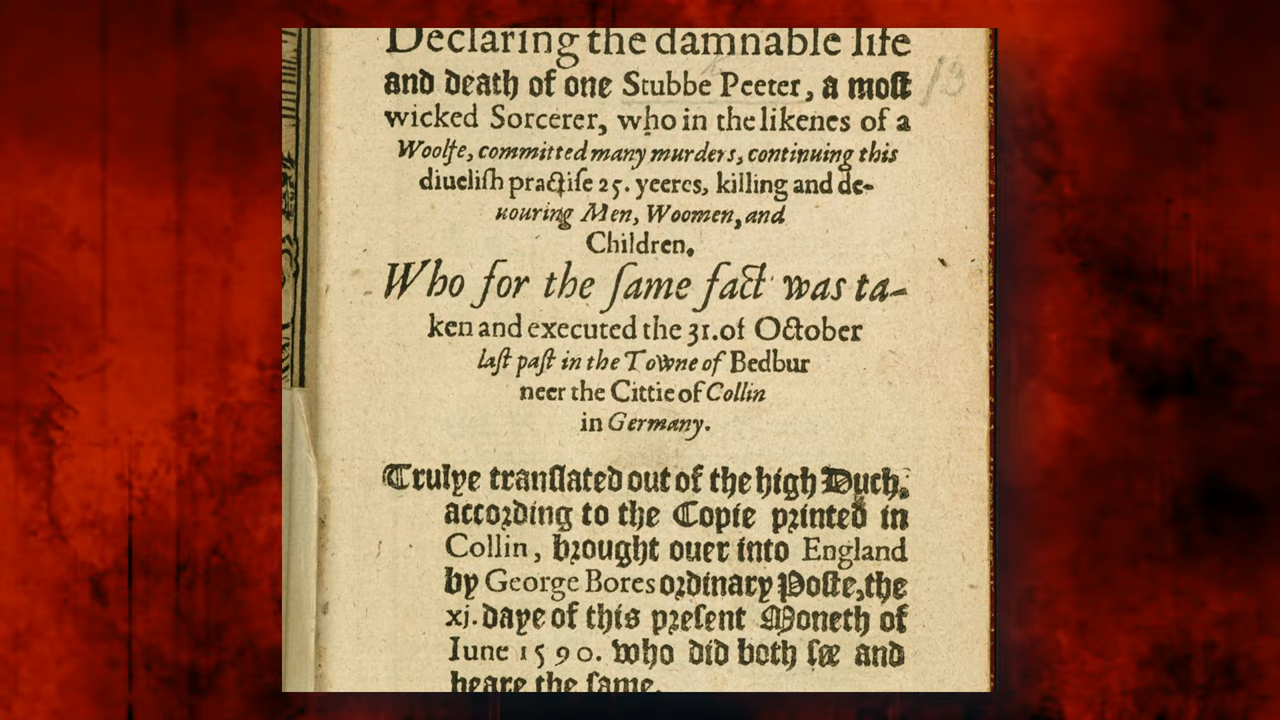 Declaring the damnable life
and death of one Stubbe Peeter, a moſt
wicked Sorcerer, who in the likenes of a
Woolfe, committed many murders, continuing this
diueliſh practiſe 25. yeeres, killing and de-
uouring Men, Woomen, and
Children.
Who for the ſame fact was ta-
ken and executed the 31. of October
laſt paſt in the Towne of Bedbur
neer the Cittie of Collin
in Germany.
Trulye tranſlated out of the high Duch,
according to the Copie printed in
Collin, brought ouer into England
by George Bores ordinary Poſte, the
xj. daye of this preſent Moneth of
Iune 1590. who did both ſee and
heare the ſame.
13